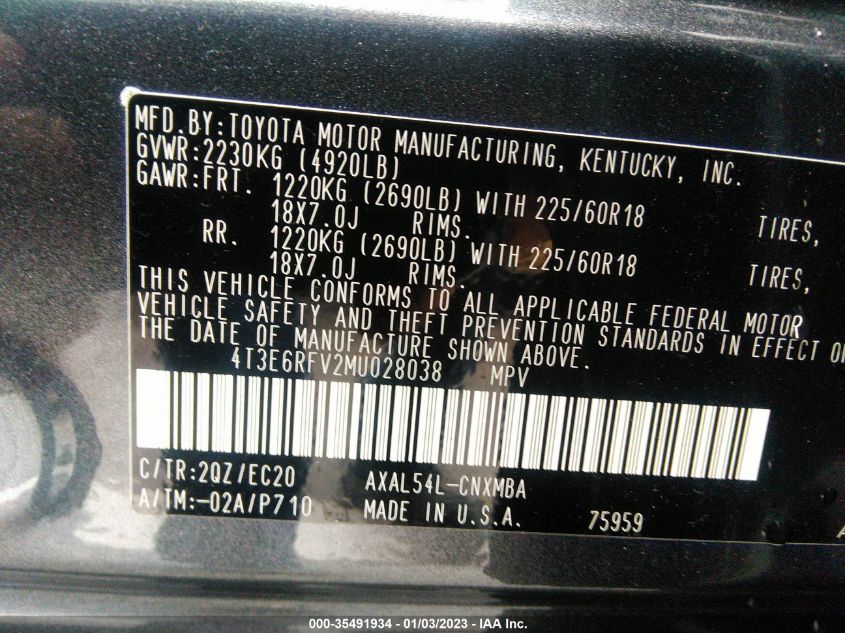 MFD.BY:TOYOTA MOTOR MANUFACTURING, KENTUCKY, INC.
GVWR:2230KG (4920LB)
GAWR:FRT. 1220KG (2690LB) WITH 225/60R18 TIRES,
18X7.0J RIMS.
RR. 1220KG (2690LB) WITH 225/60R18 TIRES,
18X7.0J RIMS.
THIS VEHICLE CONFORMS TO ALL APPLICABLE FEDERAL MOTOR
VEHICLE SAFETY AND THEFT PREVENTION STANDARDS IN EFFECT
THE DATE OF MANUFACTURE SHOWN ABOVE.
4T3E6RFV2MU028038 MPV
C/TR:2QZ/EC20 AXAL54L-CNXMBA
A/TM:-02A/P710 MADE IN U.S.A. 75959
000-35491934 - 01/03/2023 - IAA Inc.